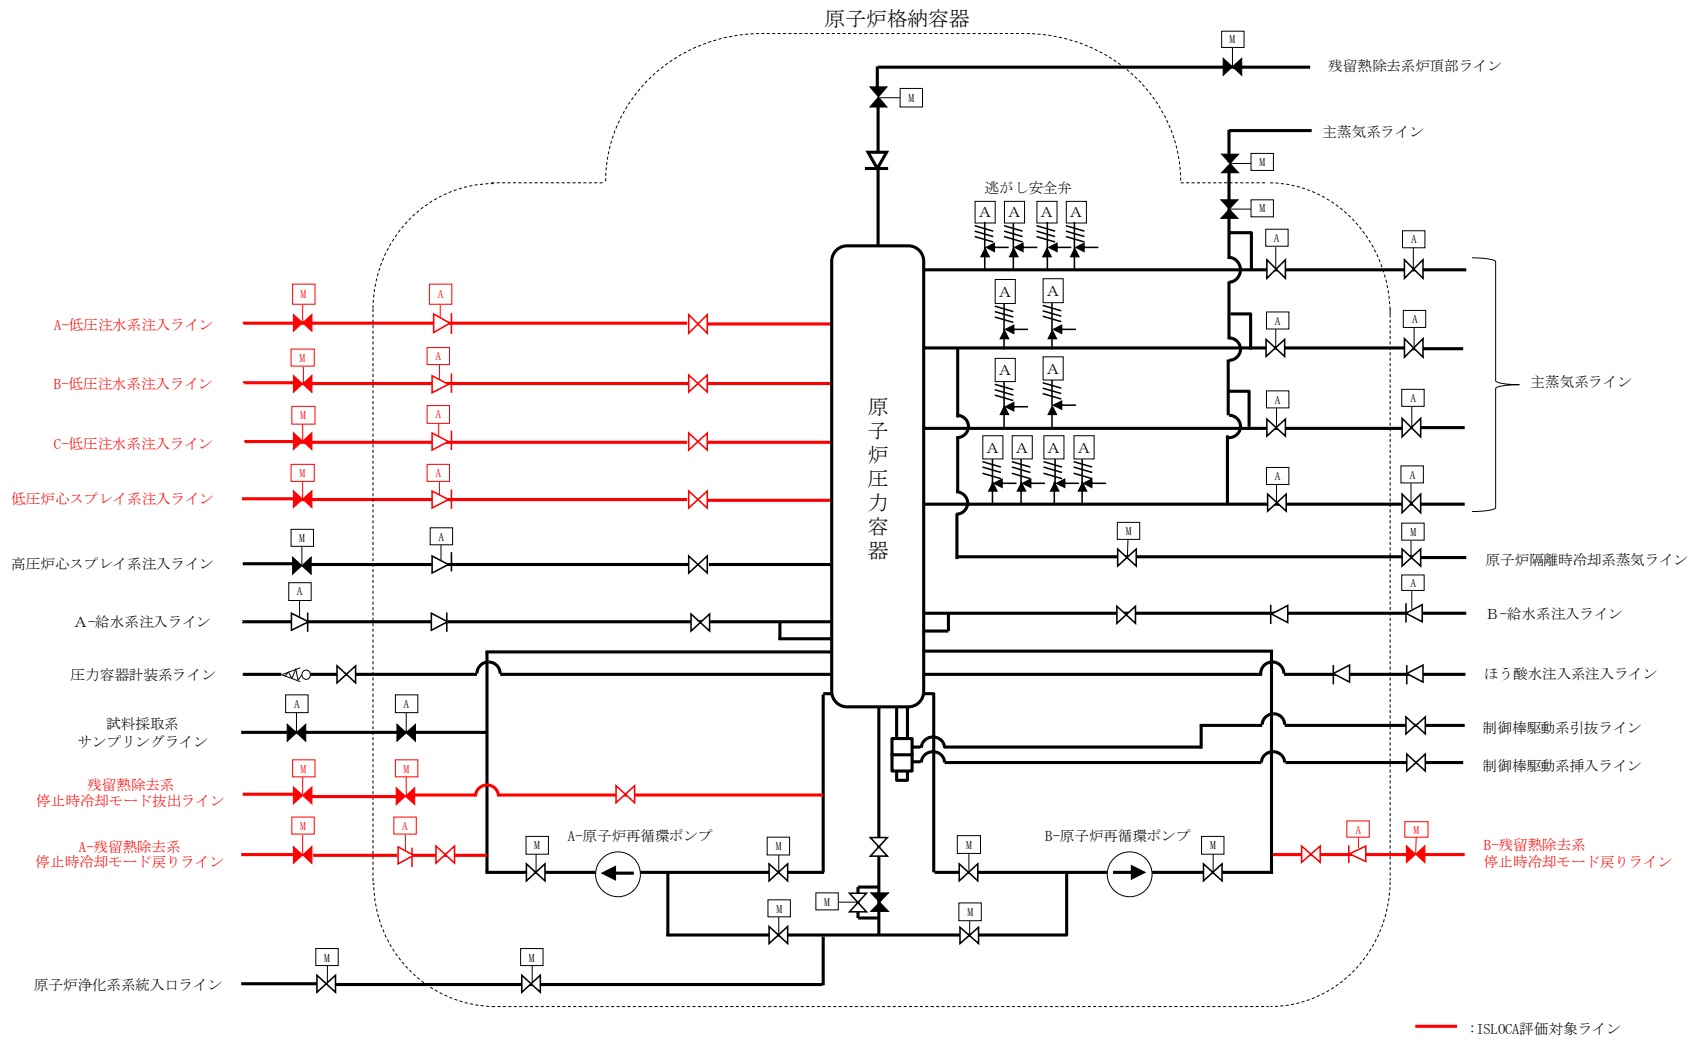 原子炉格納容器
M
残留熱除去系炉頂部ライン
M
主蒸気系ライン
M
逃がし安全弁
M
A
A
A
A
A
A
A
A
M
A
A-低圧注水系注入ライン
A
A
M
A
B-低圧注水系注入ライン
A
A
主蒸気系ライン
A
A
M
A
C-低圧注水系注入ライン
原子炉圧力容器
A
A
A
A
A
A
M
A
低圧炉心スプレイ系注入ライン
M
A
高圧炉心スプレイ系注入ライン
M
M
原子炉隔離時冷却系蒸気ライン
A
A-給水系注入ライン
A
B-給水系注入ライン
圧力容器計装系ライン
ほう酸水注入系注入ライン
A
A
試料採取系
サンプリングライン
制御棒駆動系引抜ライン
制御棒駆動系挿入ライン
M
M
残留熱除去系
停止時冷却モード抜出ライン
M
A
A-残留熱除去系
停止時冷却モード戻りライン
M
A-原子炉再循環ポンプ
M
M
B-原子炉再循環ポンプ
M
A
M
B-残留熱除去系
停止時冷却モード戻りライン
M
M
M
M
M
原子炉浄化系系統入口ライン
:ISLOCA評価対象ライン